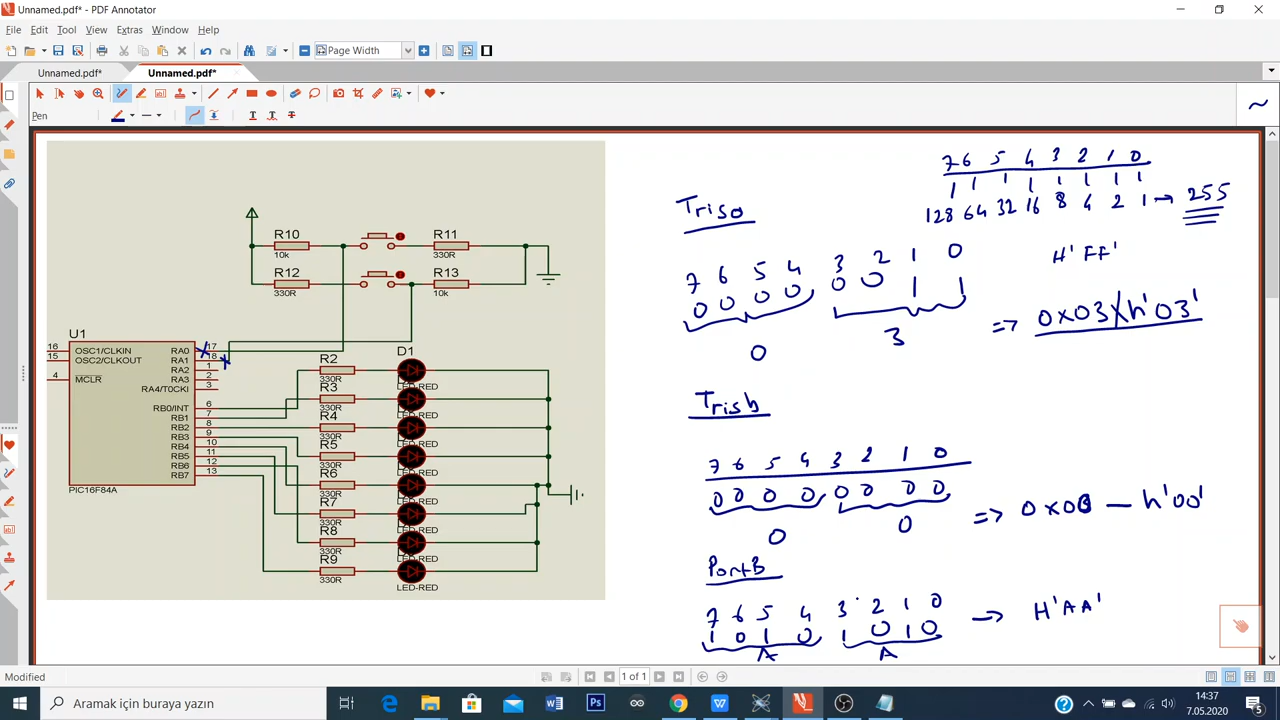 Unnamed.pdf* - PDF Annotator
File Edit Tool View Extras Window Help
Page Width
Unnamed.pdf* Unnamed.pdf*
Pen
7 6 5 4 3 2 1 0
1 1 1 1 1 1 1 1
128 64 32 16 8 4 2 1 → 255
H'FF'
Trisa
7 6 5 4 3 2 1 0
0 0 0 0 0 0 1 1
0 3
=> 0x03 / h'03'
Trisb
7 6 5 4 3 2 1 0
0 0 0 0 0 0 0 0
0 0
=> 0x00 — h'00'
PortB
7 6 5 4 3 2 1 0
1 0 1 0 1 0 1 0
A A
→ H'AA'
R10
10k
R11
330R
R12
330R
R13
10k
U1
16 OSC1/CLKIN RA0 17
15 OSC2/CLKOUT RA1 18
RA2 1
4 MCLR RA3 2
RA4/T0CKI 3
RB0/INT 6
RB1 7
RB2 8
RB3 9
RB4 10
RB5 11
RB6 12
RB7 13
PIC16F84A
R2
330R
R3
330R
R4
330R
R5
330R
R6
330R
R7
330R
R8
330R
R9
330R
D1
LED-RED
LED-RED
LED-RED
LED-RED
LED-RED
LED-RED
LED-RED
LED-RED
Modified
1 of 1
Aramak için buraya yazın
14:37
7.05.2020
5